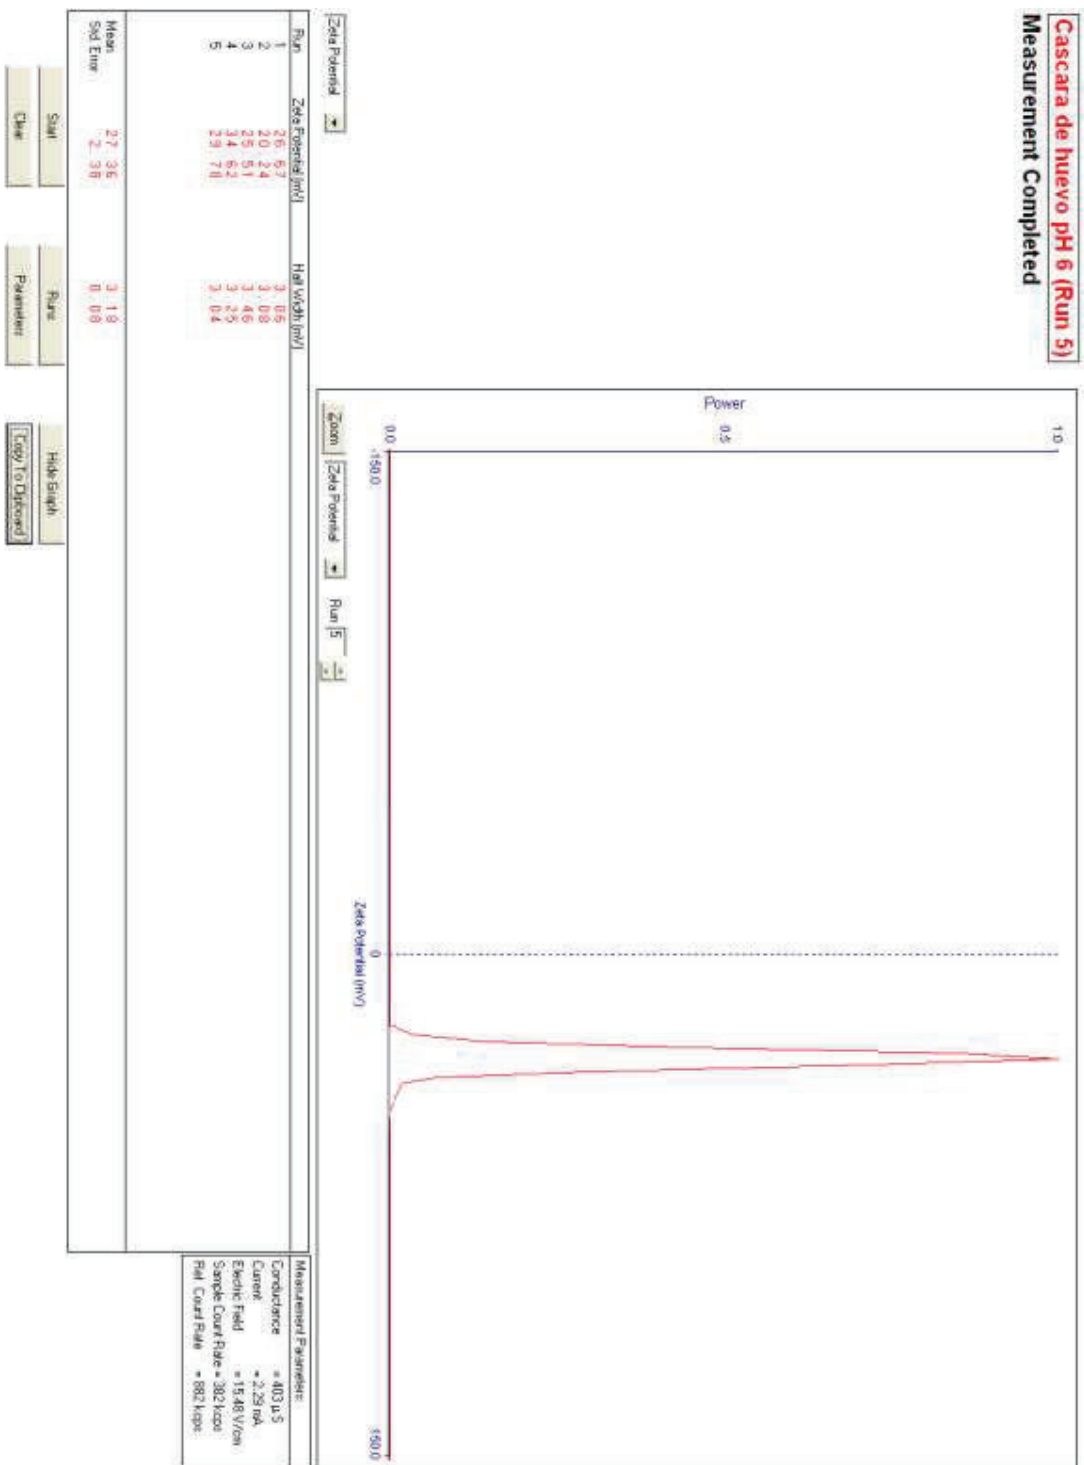 Cascara de huevo pH 6 (Run 5)
Measurement Completed
Power
1.0
0.5
0.0
-150.0
0
150.0
Zeta Potential (mV)
Zoom
Zeta Potential
Run 5
Zeta Potential
Run Zeta Potential (mV) Half Width (mV)
1 26.67 3.06
2 20.24 3.08
3 25.51 3.46
4 34.62 3.25
5 29.78 3.04
Mean 27.36 3.18
Std. Error 2.38 0.08
Measurement Parameters:
Conductance = 403 µS
Current = 2.29 mA
Electric Field = 15.48 V/cm
Sample Count Rate = 382 kcps
Ref. Count Rate = 882 kcps
Start
Runs
Hide Graph
Clear
Parameters
Copy To Clipboard